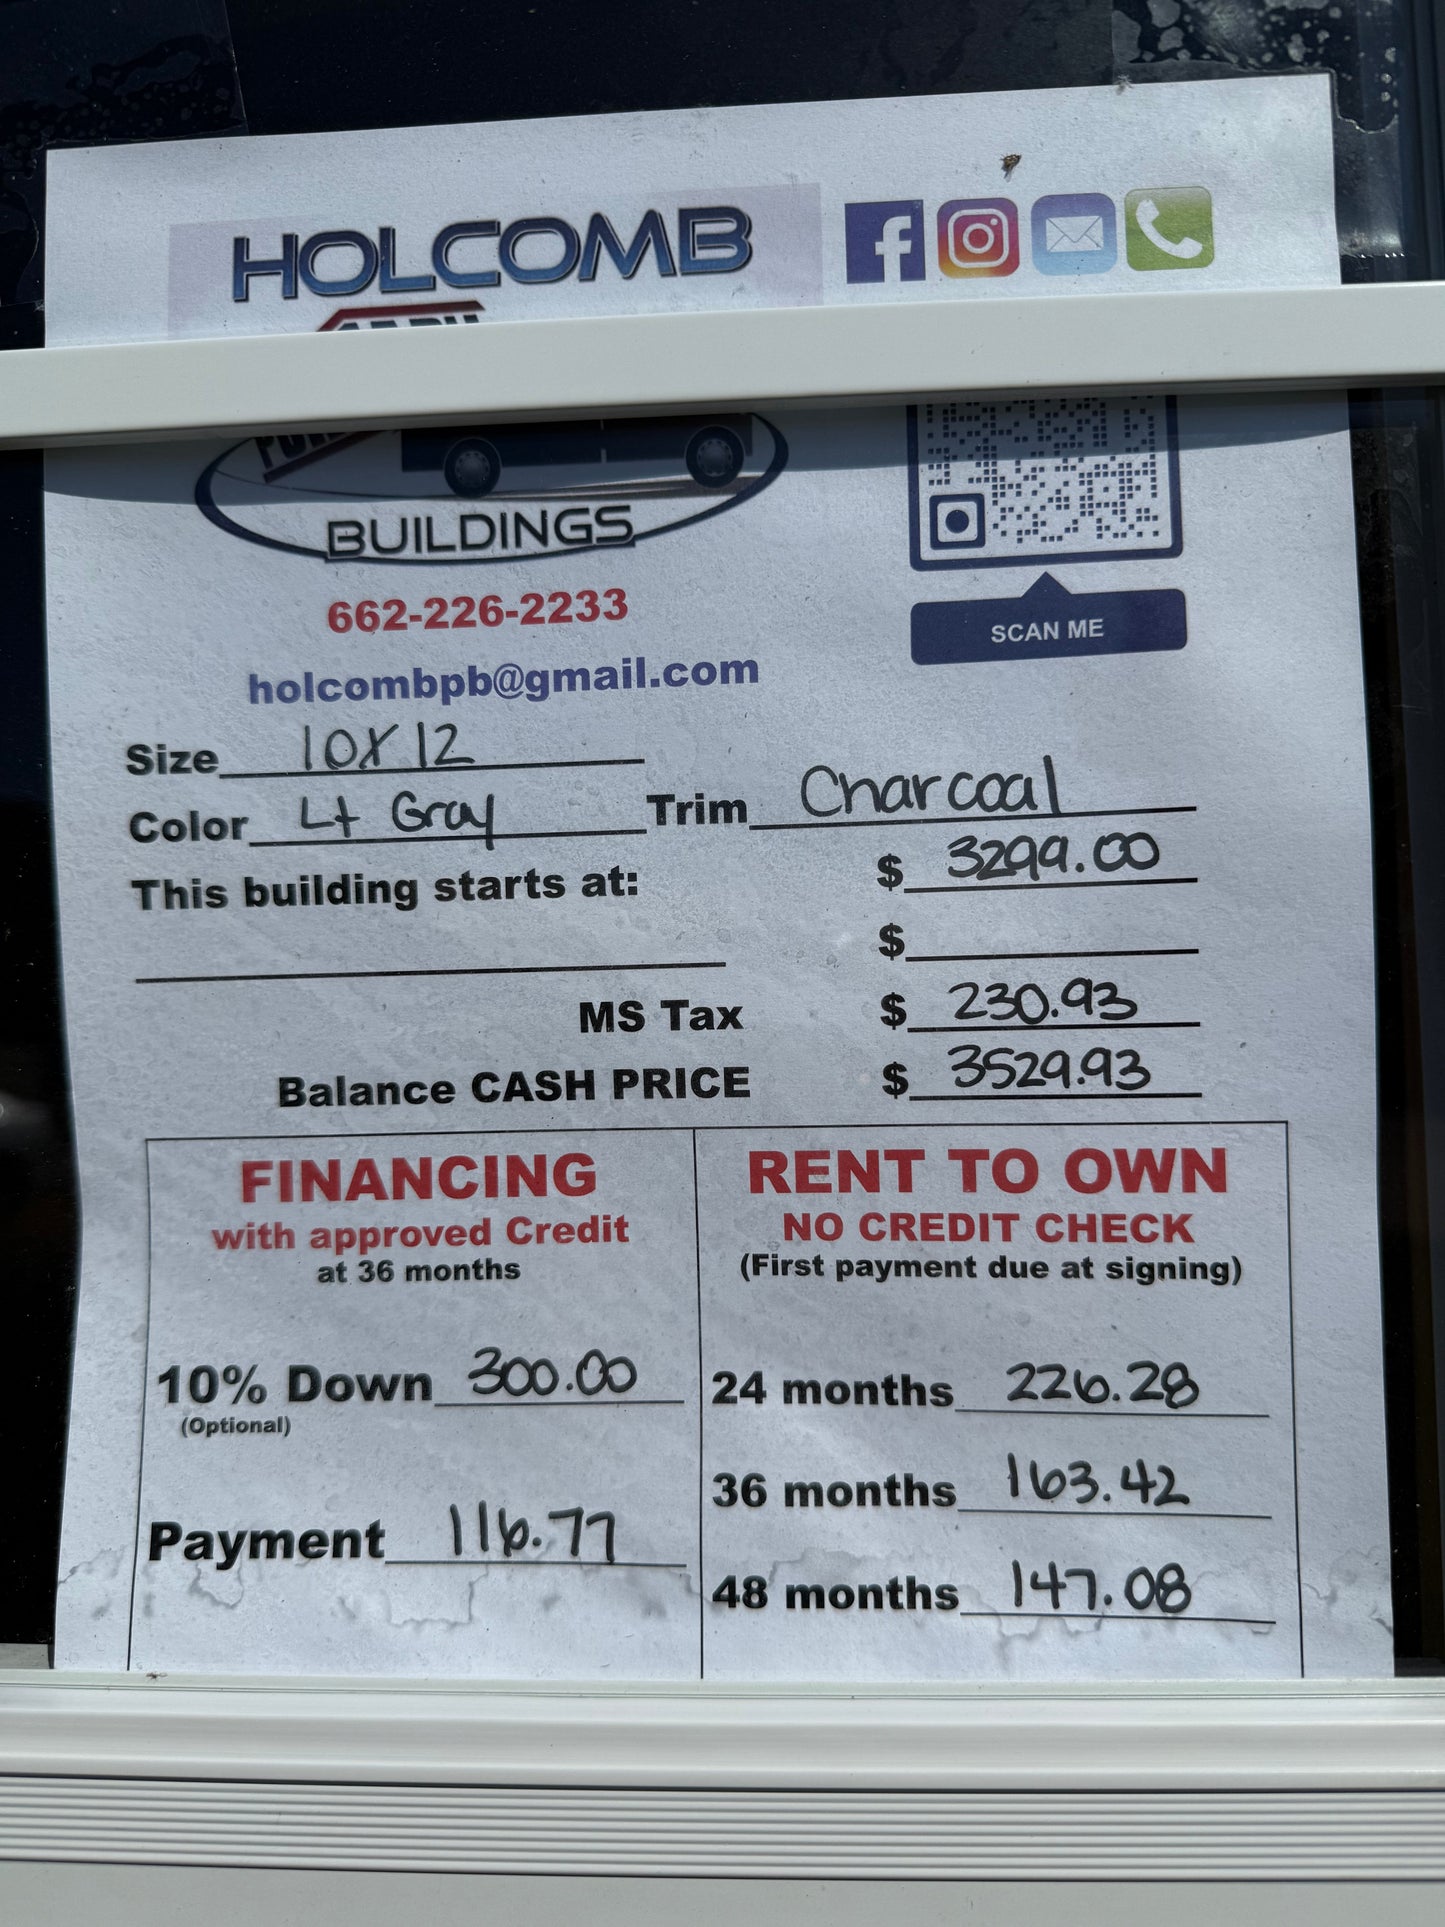 HOLCOMB
BUILDINGS
SCAN ME
662-226-2233
holcombpb@gmail.com
Size 10X12
Color Lt Gray Trim Charcoal
This building starts at: $ 3299.00
$
MS Tax $ 230.93
Balance CASH PRICE $ 3529.93
FINANCING
with approved Credit
at 36 months
10% Down 300.00
(Optional)
Payment 116.77
RENT TO OWN
NO CREDIT CHECK
(First payment due at signing)
24 months 226.28
36 months 163.42
48 months 147.08